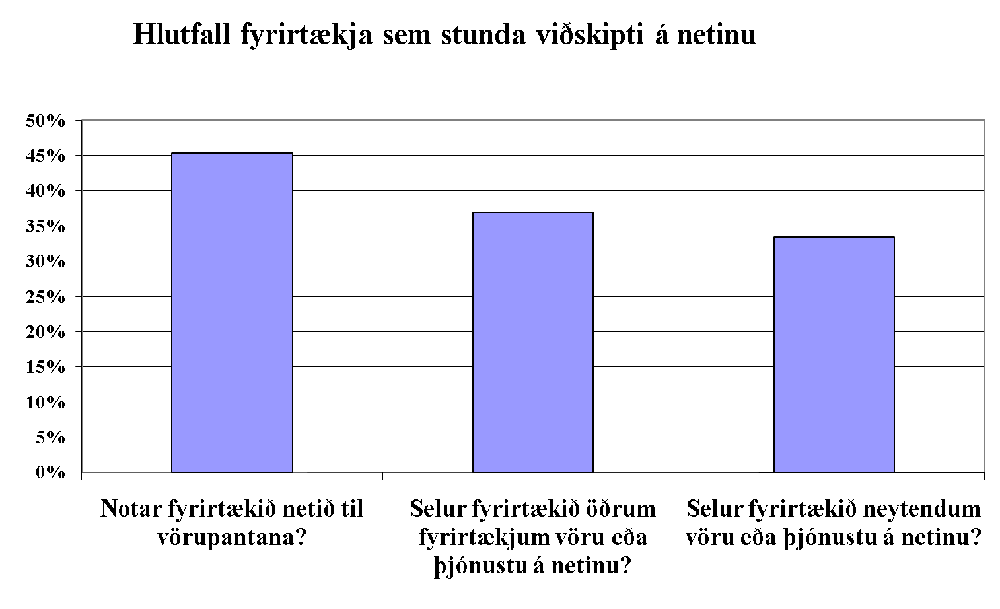 Hlutfall fyrirtækja sem stunda viðskipti á netinu
50%
45%
40%
35%
30%
25%
20%
15%
10%
5%
0%
Notar fyrirtækið netið til
vörupantana?
Selur fyrirtækið öðrum
fyrirtækjum vöru eða
þjónustu á netinu?
Selur fyrirtækið neytendum
vöru eða þjónustu á netinu?